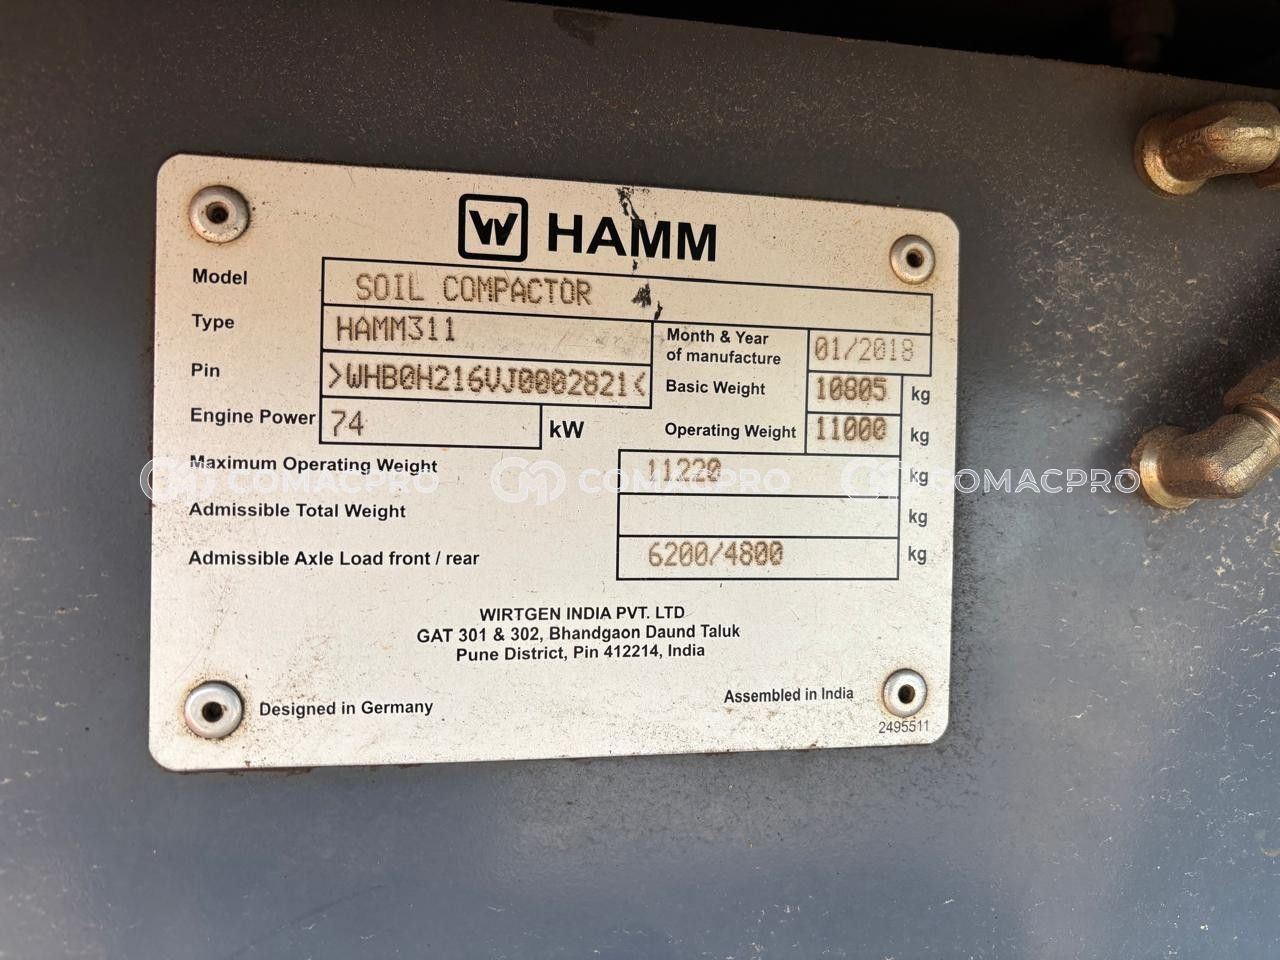 HAMM
Model SOIL COMPACTOR
Type HAMM311
Month & Year of manufacture 01/2018
Pin >WHB0H216VJ0002821<
Basic Weight 10805 kg
Engine Power 74 kW
Operating Weight 11000 kg
Maximum Operating Weight 11220 kg
Admissible Total Weight kg
Admissible Axle Load front / rear 6200/4800 kg
WIRTGEN INDIA PVT. LTD
GAT 301 & 302, Bhandgaon Daund Taluk
Pune District, Pin 412214, India
Designed in Germany
Assembled in India
2495511
COMACPRO COMACPRO COMACPRO